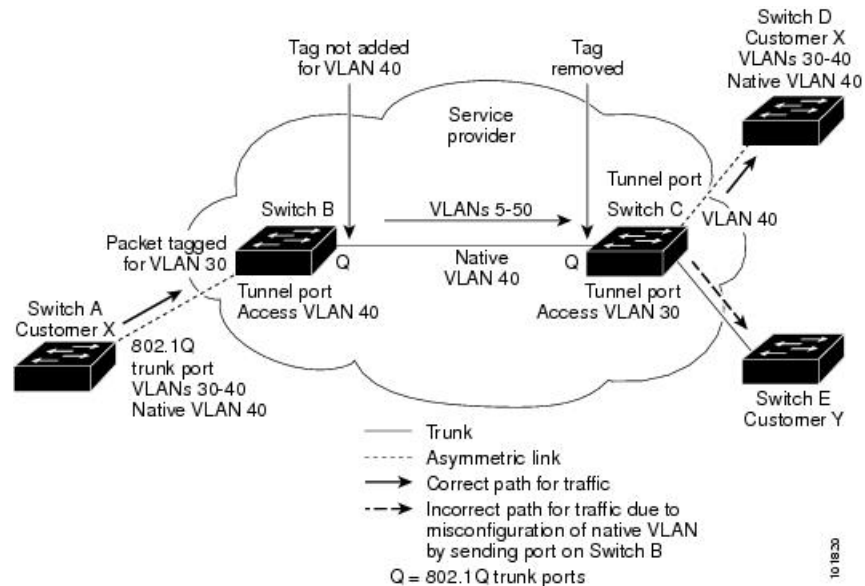 Tag not added
for VLAN 40
Tag
removed
Switch D
Customer X
VLANs 30-40
Native VLAN 40
Service
provider
Tunnel port
Switch B
VLANs 5-50
Switch C
VLAN 40
Packet tagged
for VLAN 30
Q
Native
VLAN 40
Q
Tunnel port
Access VLAN 40
Tunnel port
Access VLAN 30
Switch A
Customer X
802.1Q
trunk port
VLANs 30-40
Native VLAN 40
Switch E
Customer Y
Trunk
Asymmetric link
Correct path for traffic
Incorrect path for traffic due to
misconfiguration of native VLAN
by sending port on Switch B
Q = 802.1Q trunk ports
101820